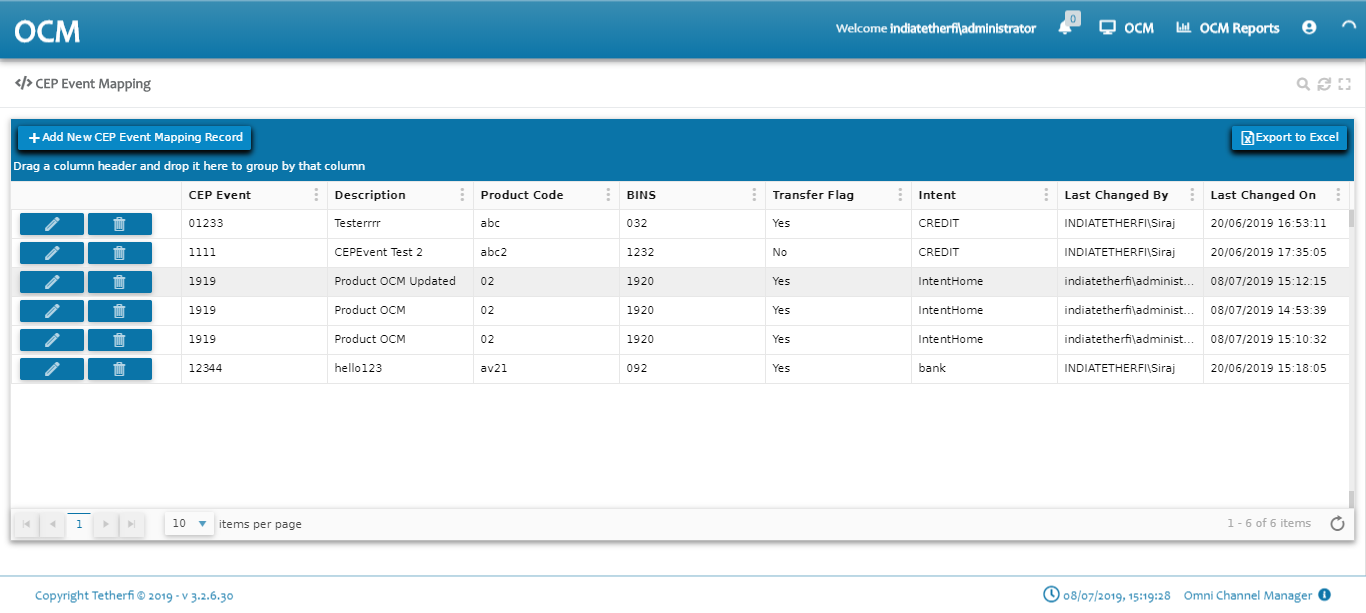 OCM
Welcome indiatetherfi\administrator 0 OCM OCM Reports
</> CEP Event Mapping
+ Add New CEP Event Mapping Record Export to Excel
Drag a column header and drop it here to group by that column
CEP Event Description Product Code BINS Transfer Flag Intent Last Changed By Last Changed On
01233 Testerrrr abc 032 Yes CREDIT INDIATETHERFI\Siraj 20/06/2019 16:53:11
1111 CEPEvent Test 2 abc2 1232 No CREDIT INDIATETHERFI\Siraj 20/06/2019 17:35:05
1919 Product OCM Updated 02 1920 Yes IntentHome indiatetherfi\administ... 08/07/2019 15:12:15
1919 Product OCM 02 1920 Yes IntentHome indiatetherfi\administ... 08/07/2019 14:53:39
1919 Product OCM 02 1920 Yes IntentHome indiatetherfi\administ... 08/07/2019 15:10:32
12344 hello123 av21 092 Yes bank INDIATETHERFI\Siraj 20/06/2019 15:18:05
1 10 items per page 1 - 6 of 6 items
Copyright Tetherfi © 2019 - v 3.2.6.30 08/07/2019, 15:19:28 Omni Channel Manager